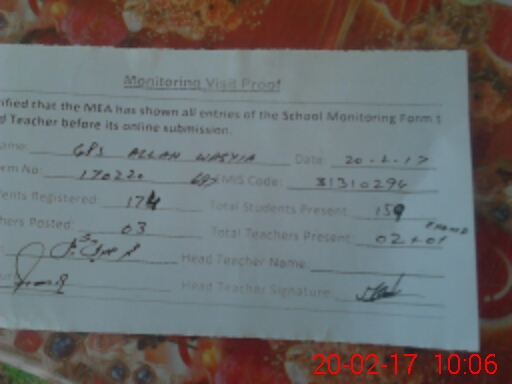 Monitoring Visit Proof
ified that the MEA has shown all entries of the School Monitoring Form t
d Teacher before its online submission.
ame: GPS ALLAH WASYIA Date: 20-2-17
em No: 170220 EMIS Code: 31310296
ents Registered: 174 Total Students Present: 159
hers Posted: 03 Total Teachers Present: 02+01
Head Teacher Name:
Head Teacher Signature:
20-02-17 10:06